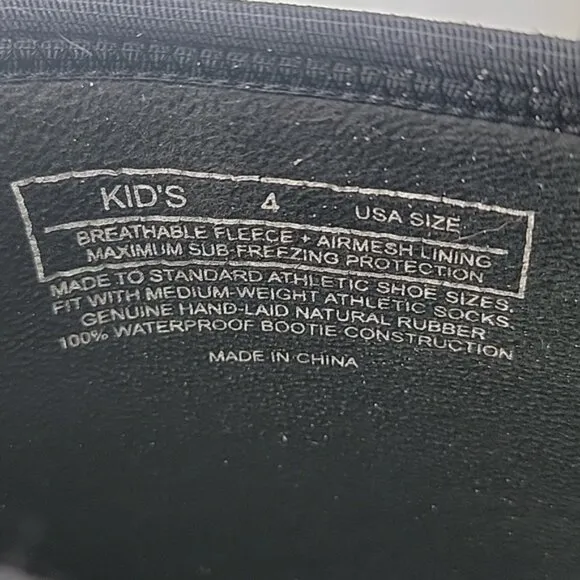 KID'S 4 USA SIZE
BREATHABLE FLEECE + AIRMESH LINING
MAXIMUM SUB-FREEZING PROTECTION
MADE TO STANDARD ATHLETIC SHOE SIZES.
FIT WITH MEDIUM-WEIGHT ATHLETIC SOCKS.
GENUINE HAND-LAID NATURAL RUBBER
100% WATERPROOF BOOTIE CONSTRUCTION
MADE IN CHINA